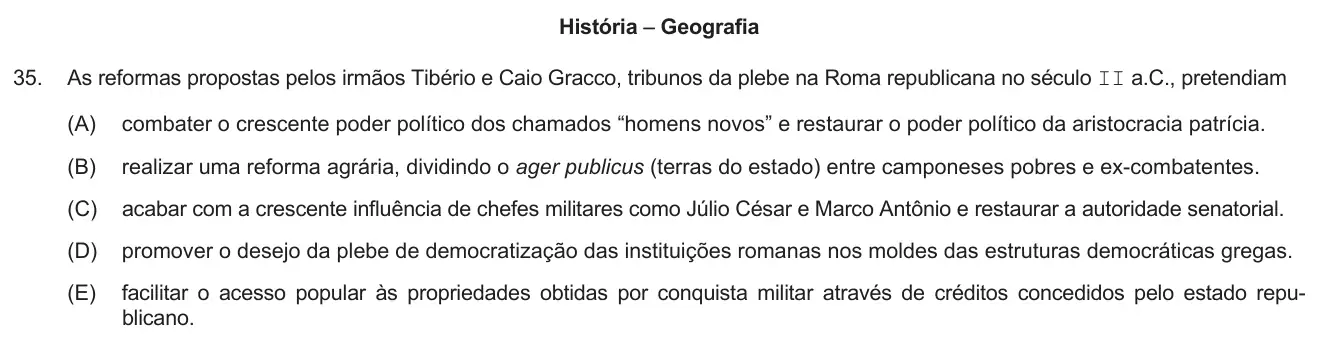 História – Geografia
35. As reformas propostas pelos irmãos Tibério e Caio Gracco, tribunos da plebe na Roma republicana no século II a.C., pretendiam
(A) combater o crescente poder político dos chamados “homens novos” e restaurar o poder político da aristocracia patrícia.
(B) realizar uma reforma agrária, dividindo o ager publicus (terras do estado) entre camponeses pobres e ex-combatentes.
(C) acabar com a crescente influência de chefes militares como Júlio César e Marco Antônio e restaurar a autoridade senatorial.
(D) promover o desejo da plebe de democratização das instituições romanas nos moldes das estruturas democráticas gregas.
(E) facilitar o acesso popular às propriedades obtidas por conquista militar através de créditos concedidos pelo estado repu-
blicano.